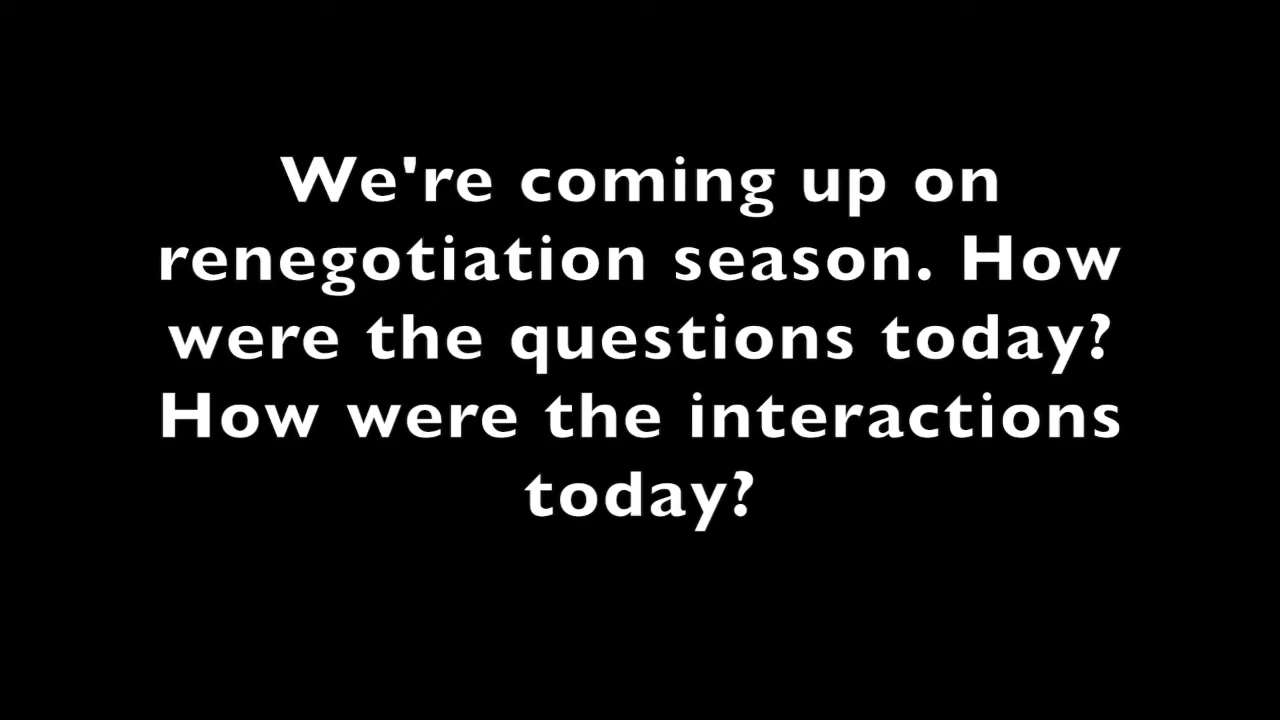 We're coming up on
renegotiation season. How
were the questions today?
How were the interactions
today?